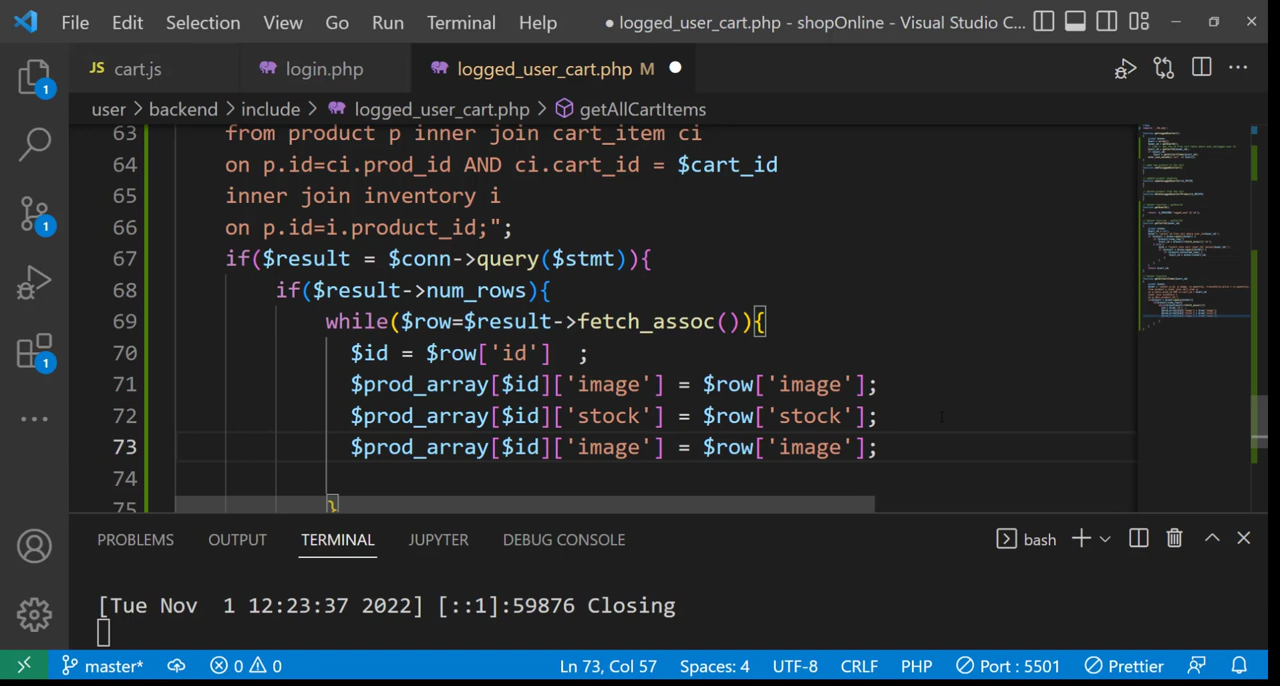 File Edit Selection View Go Run Terminal Help ● logged_user_cart.php - shopOnline - Visual Studio C...
JS cart.js login.php logged_user_cart.php M
user > backend > include > logged_user_cart.php > getAllCartItems
63 from product p inner join cart_item ci
64 on p.id=ci.prod_id AND ci.cart_id = $cart_id
65 inner join inventory i
66 on p.id=i.product_id;";
67 if($result = $conn->query($stmt)){
68 if($result->num_rows){
69 while($row=$result->fetch_assoc()){
70 $id = $row['id'] ;
71 $prod_array[$id]['image'] = $row['image'];
72 $prod_array[$id]['stock'] = $row['stock'];
73 $prod_array[$id]['image'] = $row['image'];
74
75 }
1
1
1
PROBLEMS OUTPUT TERMINAL JUPYTER DEBUG CONSOLE bash
[Tue Nov  1 12:23:37 2022] [::1]:59876 Closing
master* 0 0 Ln 73, Col 57 Spaces: 4 UTF-8 CRLF PHP Port : 5501 Prettier